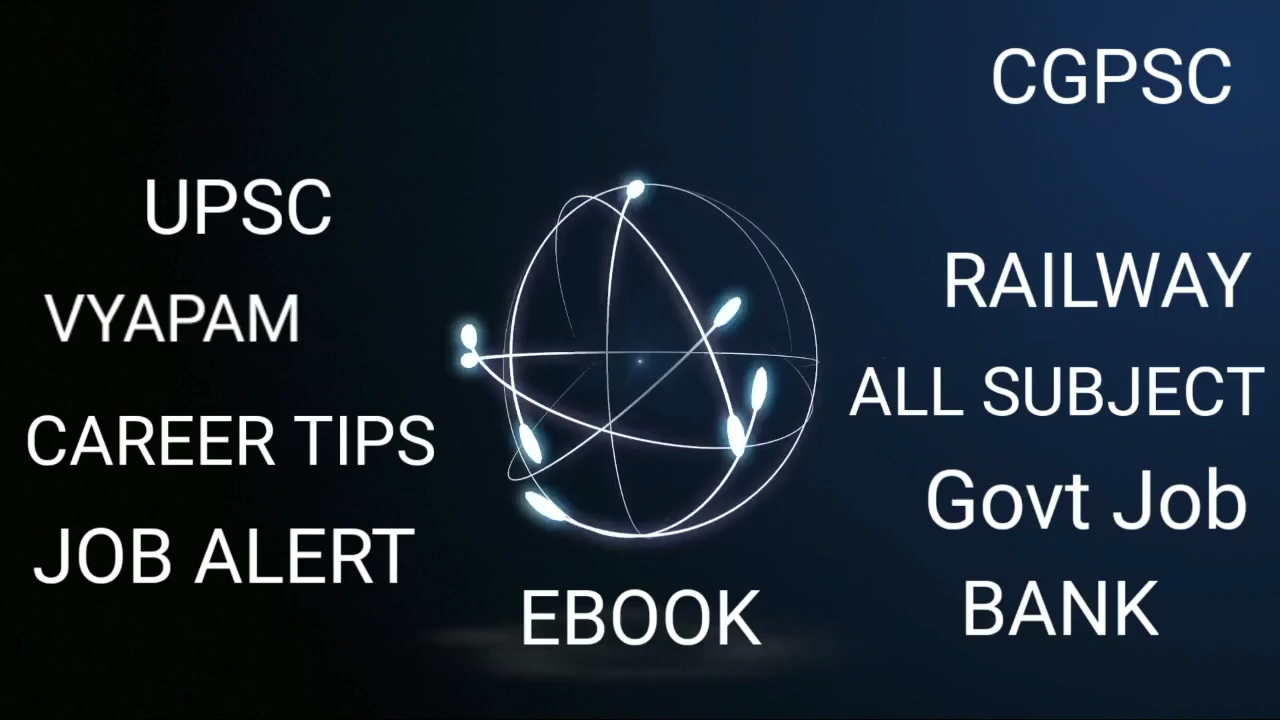 CGPSC
UPSC
RAILWAY
VYAPAM
ALL SUBJECT
CAREER TIPS
Govt Job
JOB ALERT
BANK
EBOOK